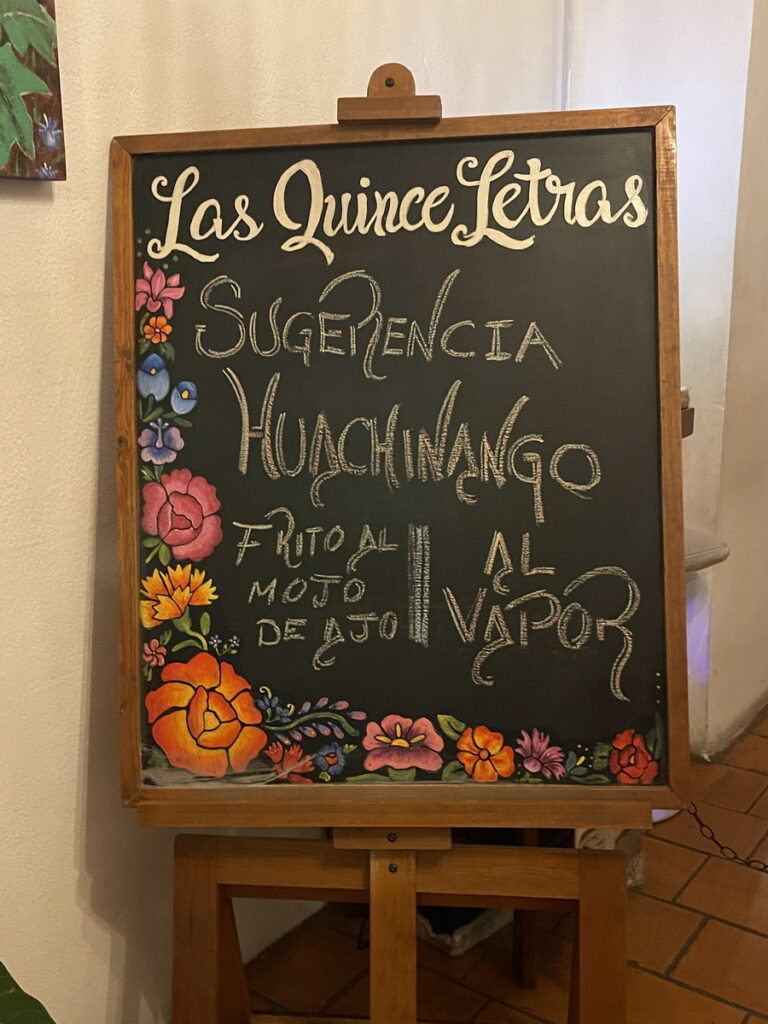 Las Quince Letras
SUGERENCIA
HUACHINANGO
FRITO AL
MOJO
DE AJO
AL
VAPOR